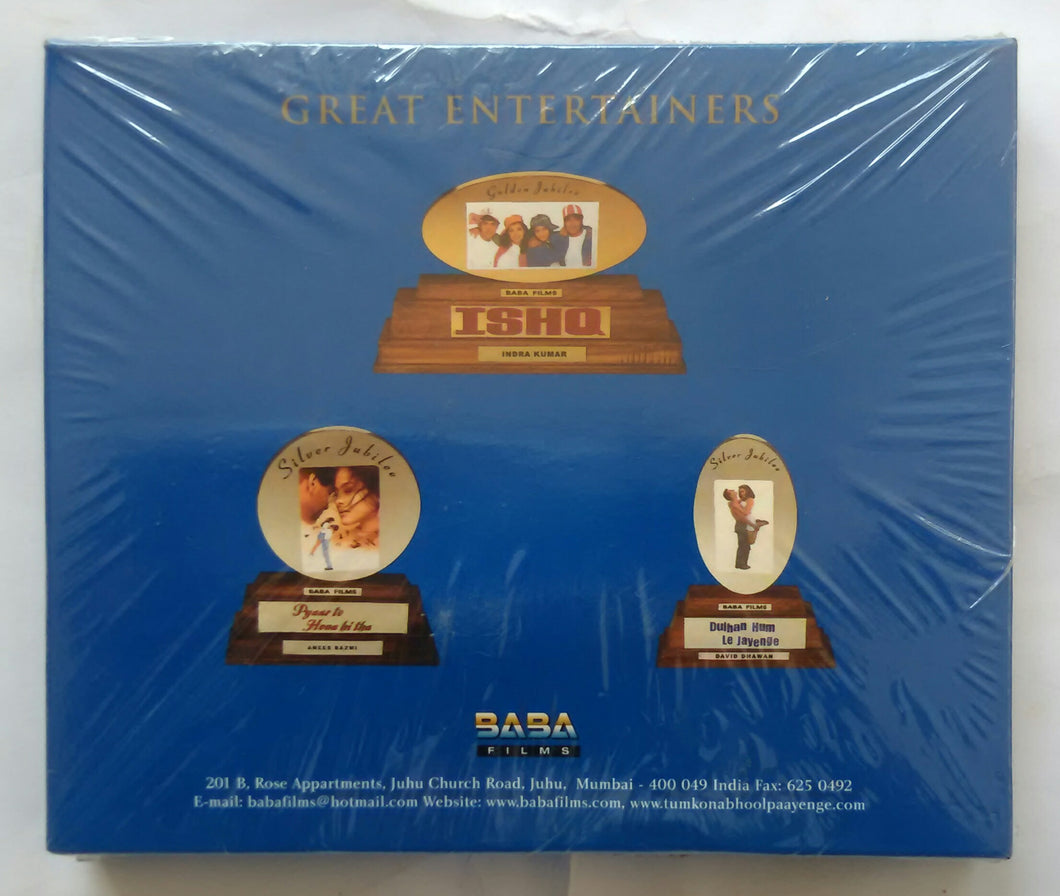 GREAT ENTERTAINERS
Golden Jubilee
BABA FILMS
ISHQ
INDRA KUMAR
Silver Jubilee
BABA FILMS
Pyaar to
Hona hi tha
ANEES BAZMI
Silver Jubilee
BABA FILMS
Dulhan Hum
Le Jayenge
DAVID DHAWAN
BABA
FILMS
201 B, Rose Appartments, Juhu Church Road, Juhu, Mumbai - 400 049 India Fax: 625 0492
E-mail: babafilms@hotmail.com Website: www.babafilms.com, www.tumkonabhoolpaayenge.com